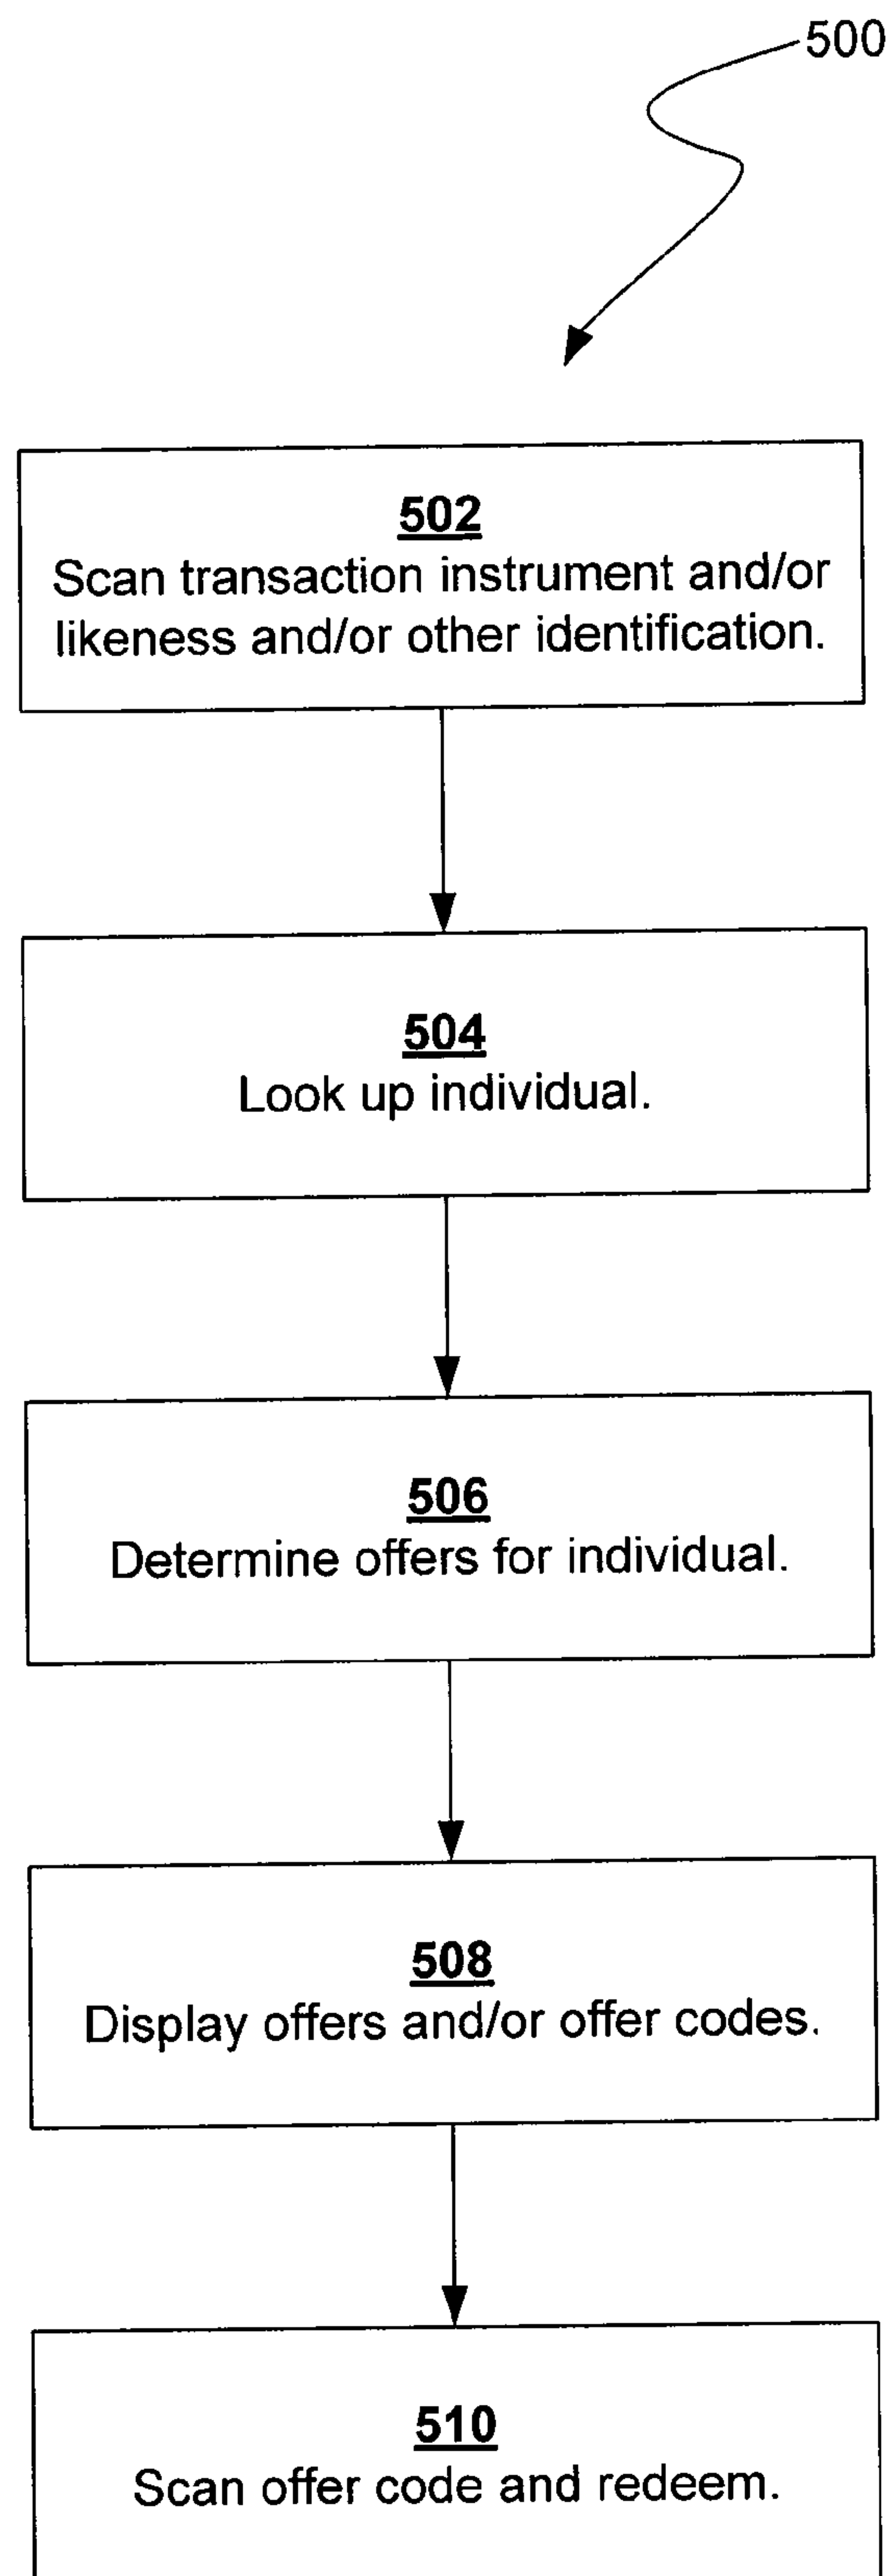 500
502
Scan transaction instrument and/or
likeness and/or other identification.
504
Look up individual.
506
Determine offers for individual.
508
Display offers and/or offer codes.
510
Scan offer code and redeem.